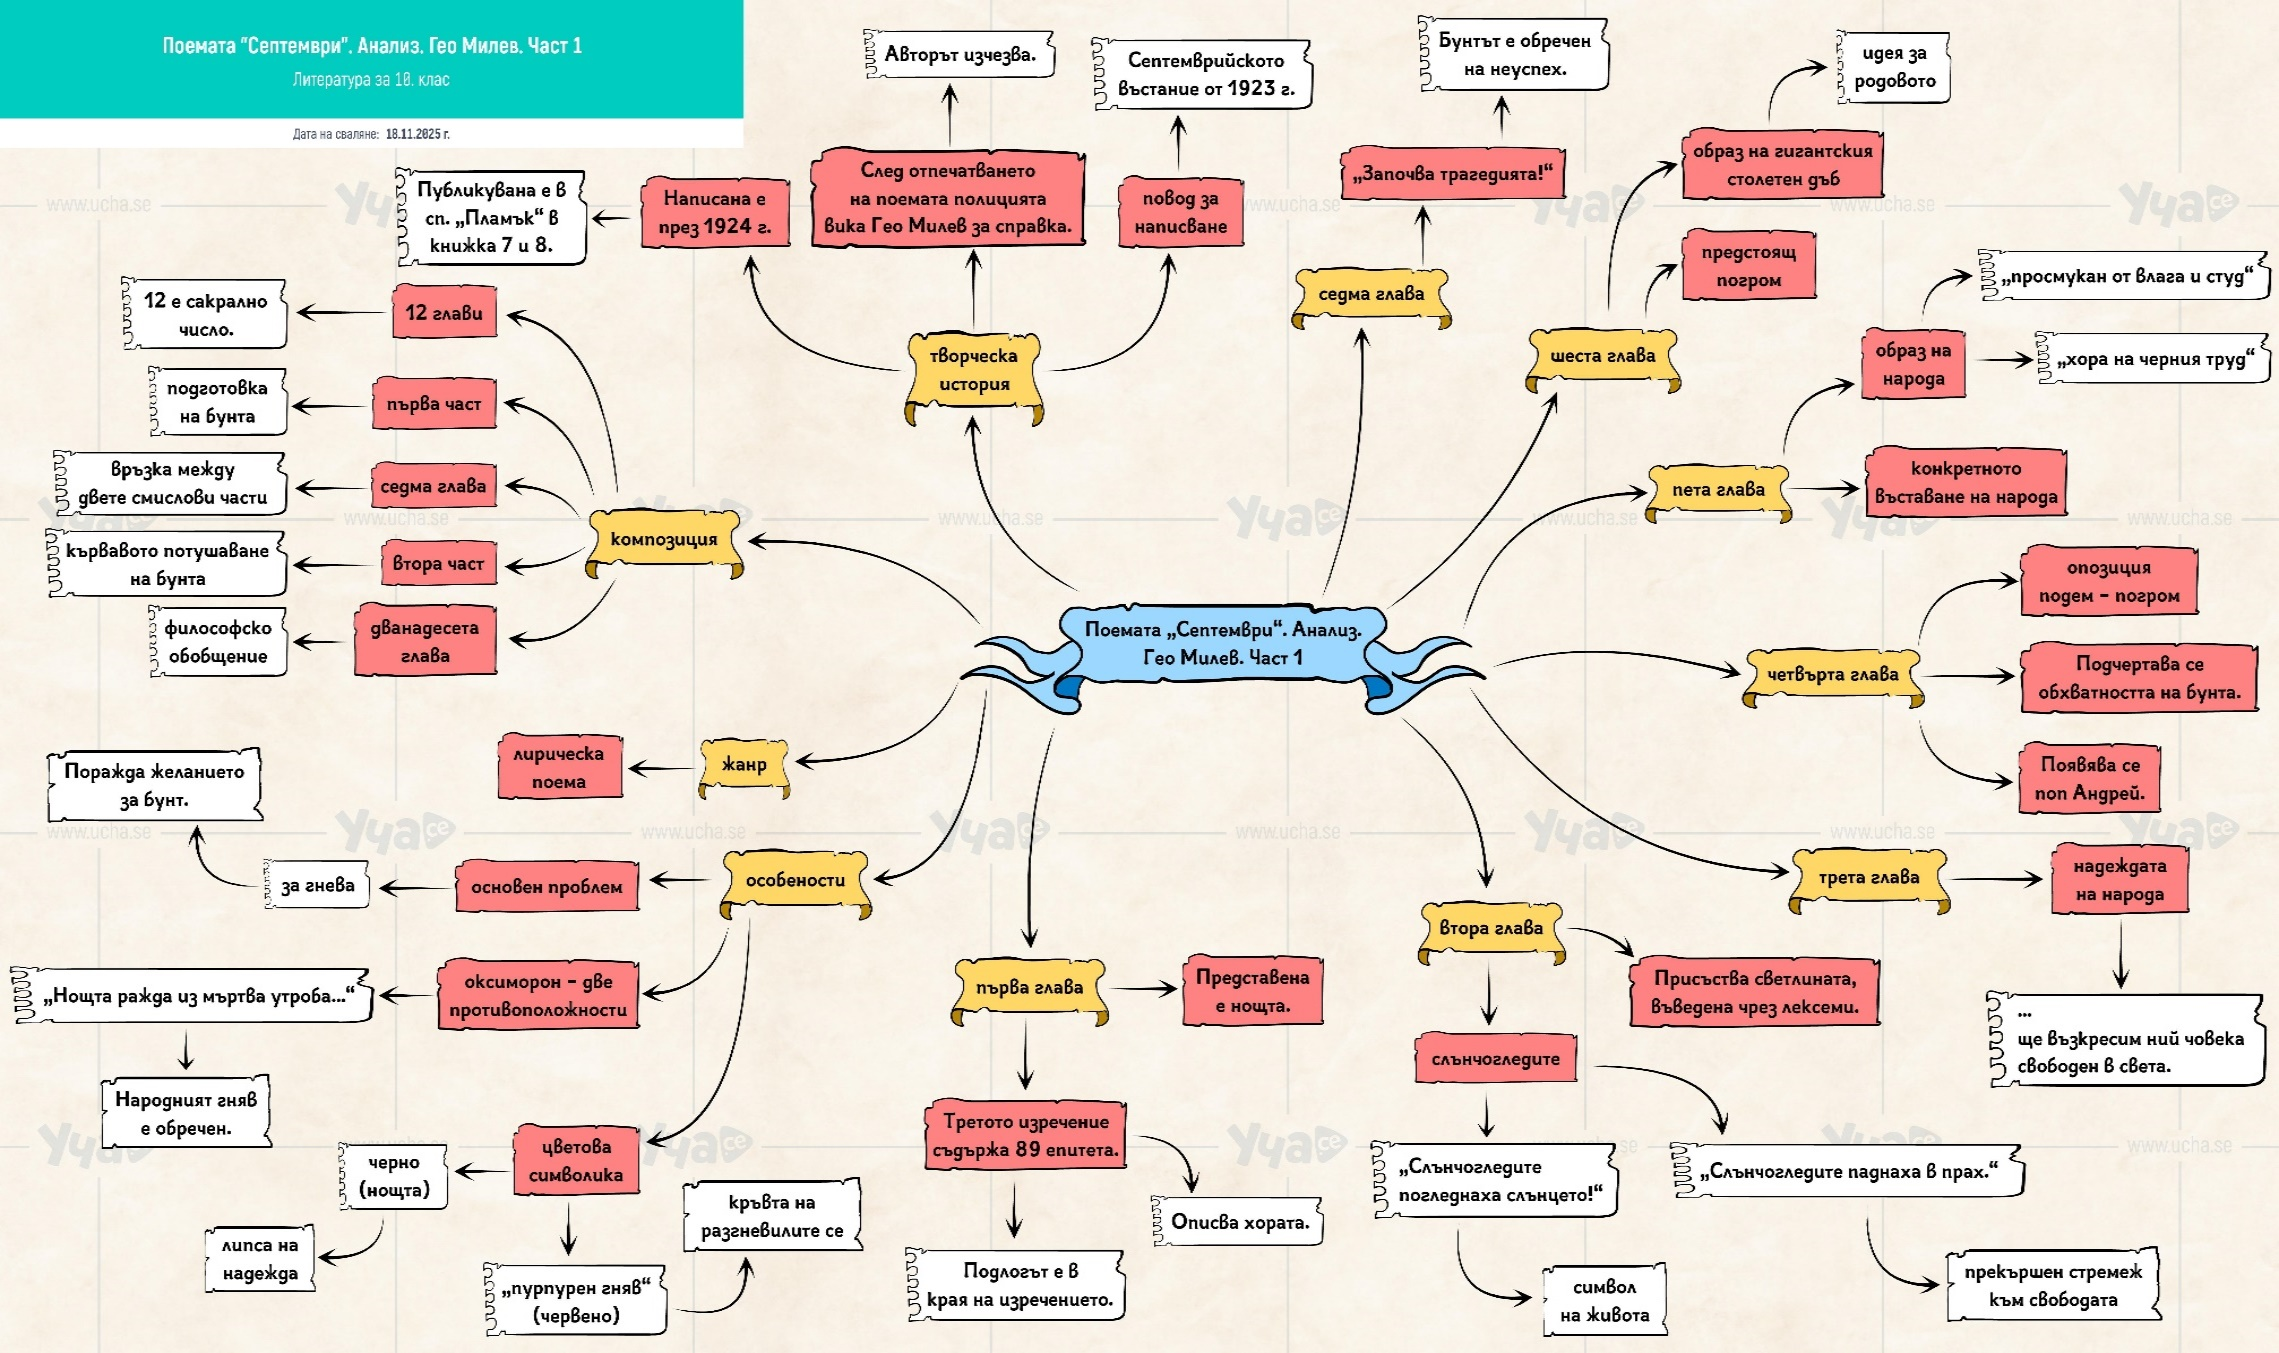 Поемата "Септември". Анализ. Гео Милев. Част 1
Литература за 10. клас
Дата на сваляне: 18.11.2025 г.
Поемата „Септември“. Анализ.
Гео Милев. Част 1
творческа
история
Написана е
през 1924 г.
Публикувана е в
сп. „Пламък“ в
книжка 7 и 8.
След отпечатването
на поемата полицията
вика Гео Милев за справка.
Авторът изчезва.
повод за
написване
Септемврийското
въстание от 1923 г.
композиция
12 глави
12 е сакрално
число.
първа част
подготовка
на бунта
седма глава
връзка между
двете смислови части
втора част
кървавото потушаване
на бунта
дванадесета
глава
философско
обобщение
жанр
лирическа
поема
особености
основен проблем
за гнева
Поражда желанието
за бунт.
оксиморон – две
противоположности
„Нощта ражда из мъртва утроба...“
Народният гняв
е обречен.
цветова
символика
черно
(нощта)
липса на
надежда
„пурпурен гняв“
(червено)
кръвта на
разгневилите се
първа глава
Представена
е нощта.
Третото изречение
съдържа 89 епитета.
Описва хората.
Подлогът е в
края на изречението.
втора глава
Присъства светлината,
въведена чрез лексеми.
слънчогледите
„Слънчогледите
погледнаха слънцето!“
символ
на живота
„Слънчогледите паднаха в прах.“
прекършен стремеж
към свободата
трета глава
надеждата
на народа
...
ще възкресим ний човека
свободен в света.
четвърта глава
опозиция
подем – погром
Подчертава се
обхватността на бунта.
Появява се
поп Андрей.
пета глава
образ на
народа
„просмукан от влага и студ“
„хора на черния труд“
конкретното
въставане на народа
шеста глава
образ на гигантския
столетен дъб
идея за
родовото
предстоящ
погром
седма глава
„Започва трагедията!“
Бунтът е обречен
на неуспех.
www.ucha.se
Уча се